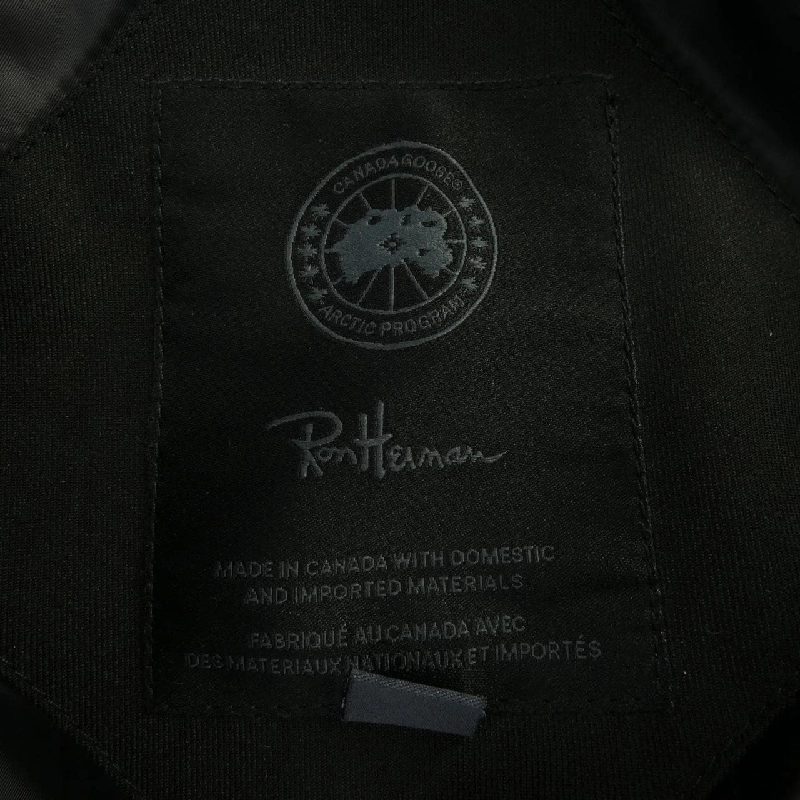 CANADA GOOSE®
ARCTIC PROGRAM
Ron Herman
MADE IN CANADA WITH DOMESTIC
AND IMPORTED MATERIALS
FABRIQUÉ AU CANADA AVEC
DES MATERIAUX NATIONAUX ET IMPORTÉS